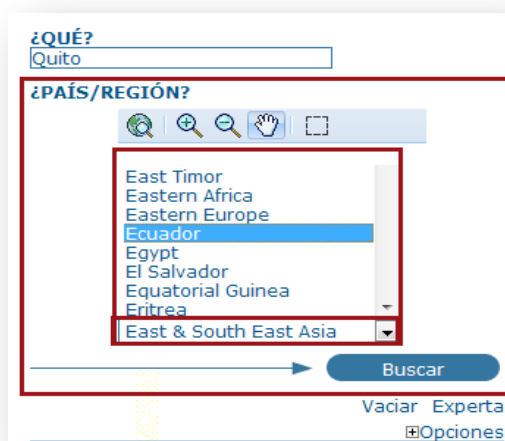 ¿QUÉ?
Quito
¿PAÍS/REGIÓN?
East Timor
Eastern Africa
Eastern Europe
Ecuador
Egypt
El Salvador
Equatorial Guinea
Eritrea
East & South East Asia
Buscar
Vaciar Experta
Opciones